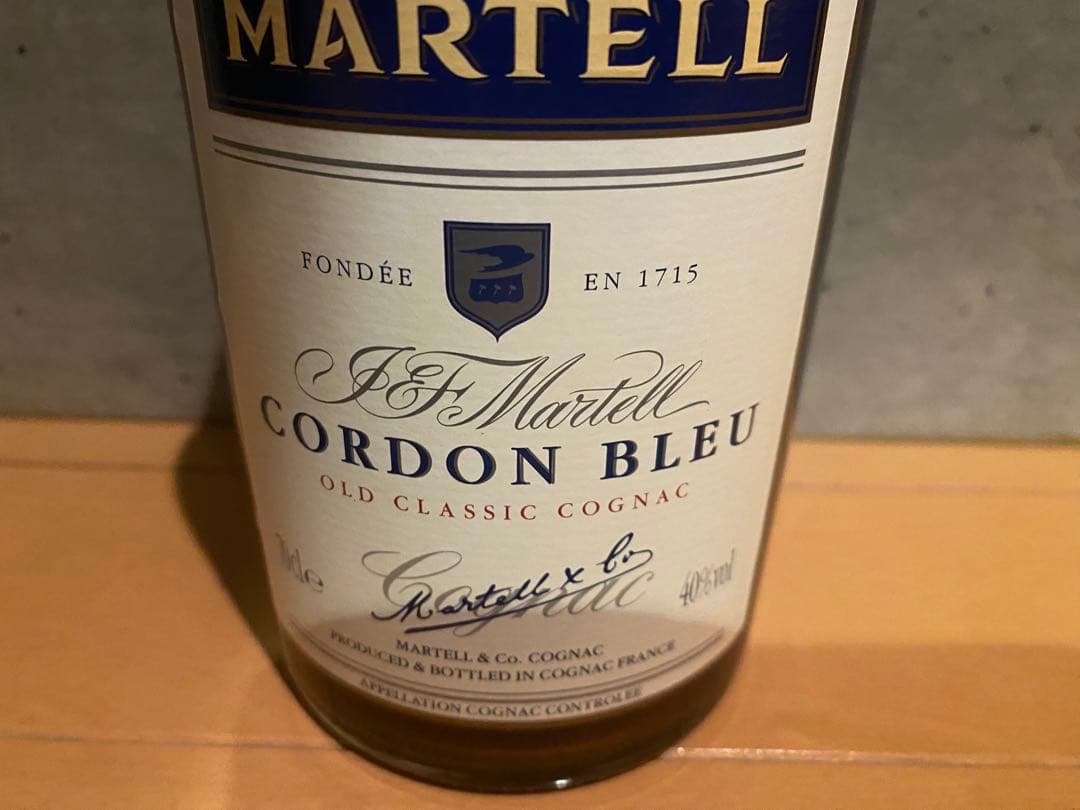 MARTELL
FONDÉE EN 1715
J&F Martell
CORDON BLEU
OLD CLASSIC COGNAC
70cl e Cognac 40%vol
Martell & Co
MARTELL & Co. COGNAC
PRODUCED & BOTTLED IN COGNAC FRANCE
APPELLATION COGNAC CONTROLEE